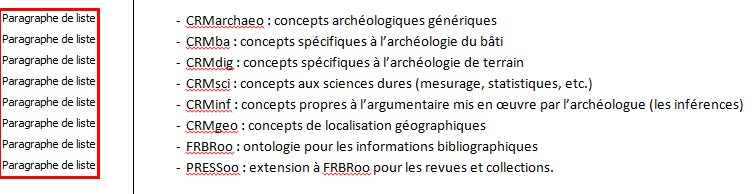 Paragraphe de liste - CRMarchaeo : concepts archéologiques génériques
Paragraphe de liste - CRMba : concepts spécifiques à l’archéologie du bâti
Paragraphe de liste - CRMdig : concepts spécifiques à l’archéologie de terrain
Paragraphe de liste - CRMsci : concepts aux sciences dures (mesurage, statistiques, etc.)
Paragraphe de liste - CRMinf : concepts propres à l’argumentaire mis en œuvre par l’archéologue (les inférences)
Paragraphe de liste - CRMgeo : concepts de localisation géographiques
Paragraphe de liste - FRBRoo : ontologie pour les informations bibliographiques
Paragraphe de liste - PRESSoo : extension à FRBRoo pour les revues et collections.